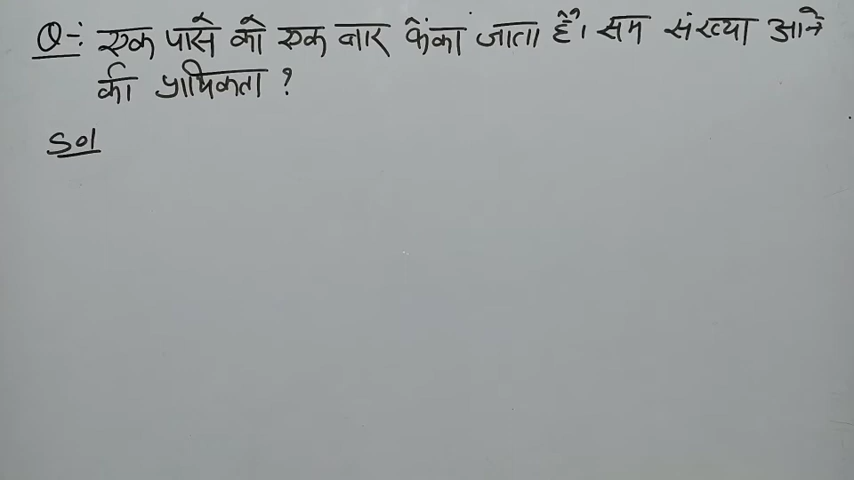 Q-: एक पासे को एक बार फेंका जाता है। सम संख्या आने
की प्रायिकता ?
Sol